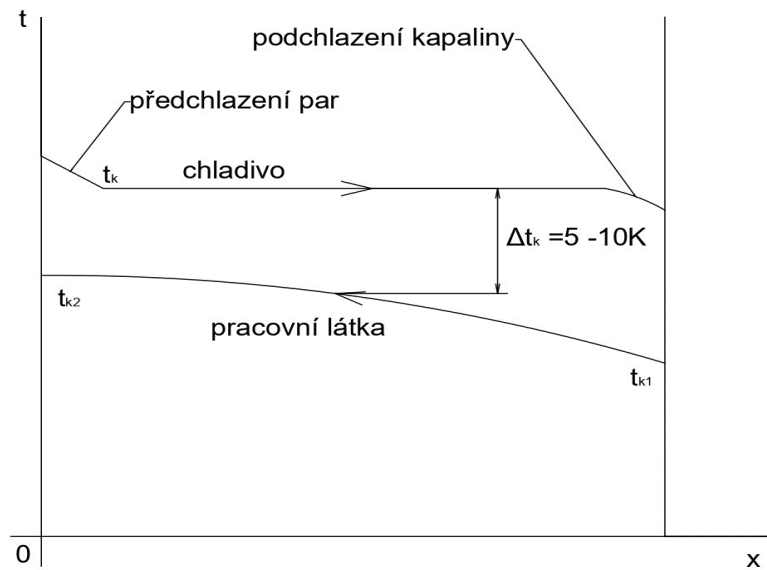 t
podchlazení kapaliny
předchlazení par
tk
chladivo
Δtk =5 -10K
tk2
pracovní látka
tk1
0
x